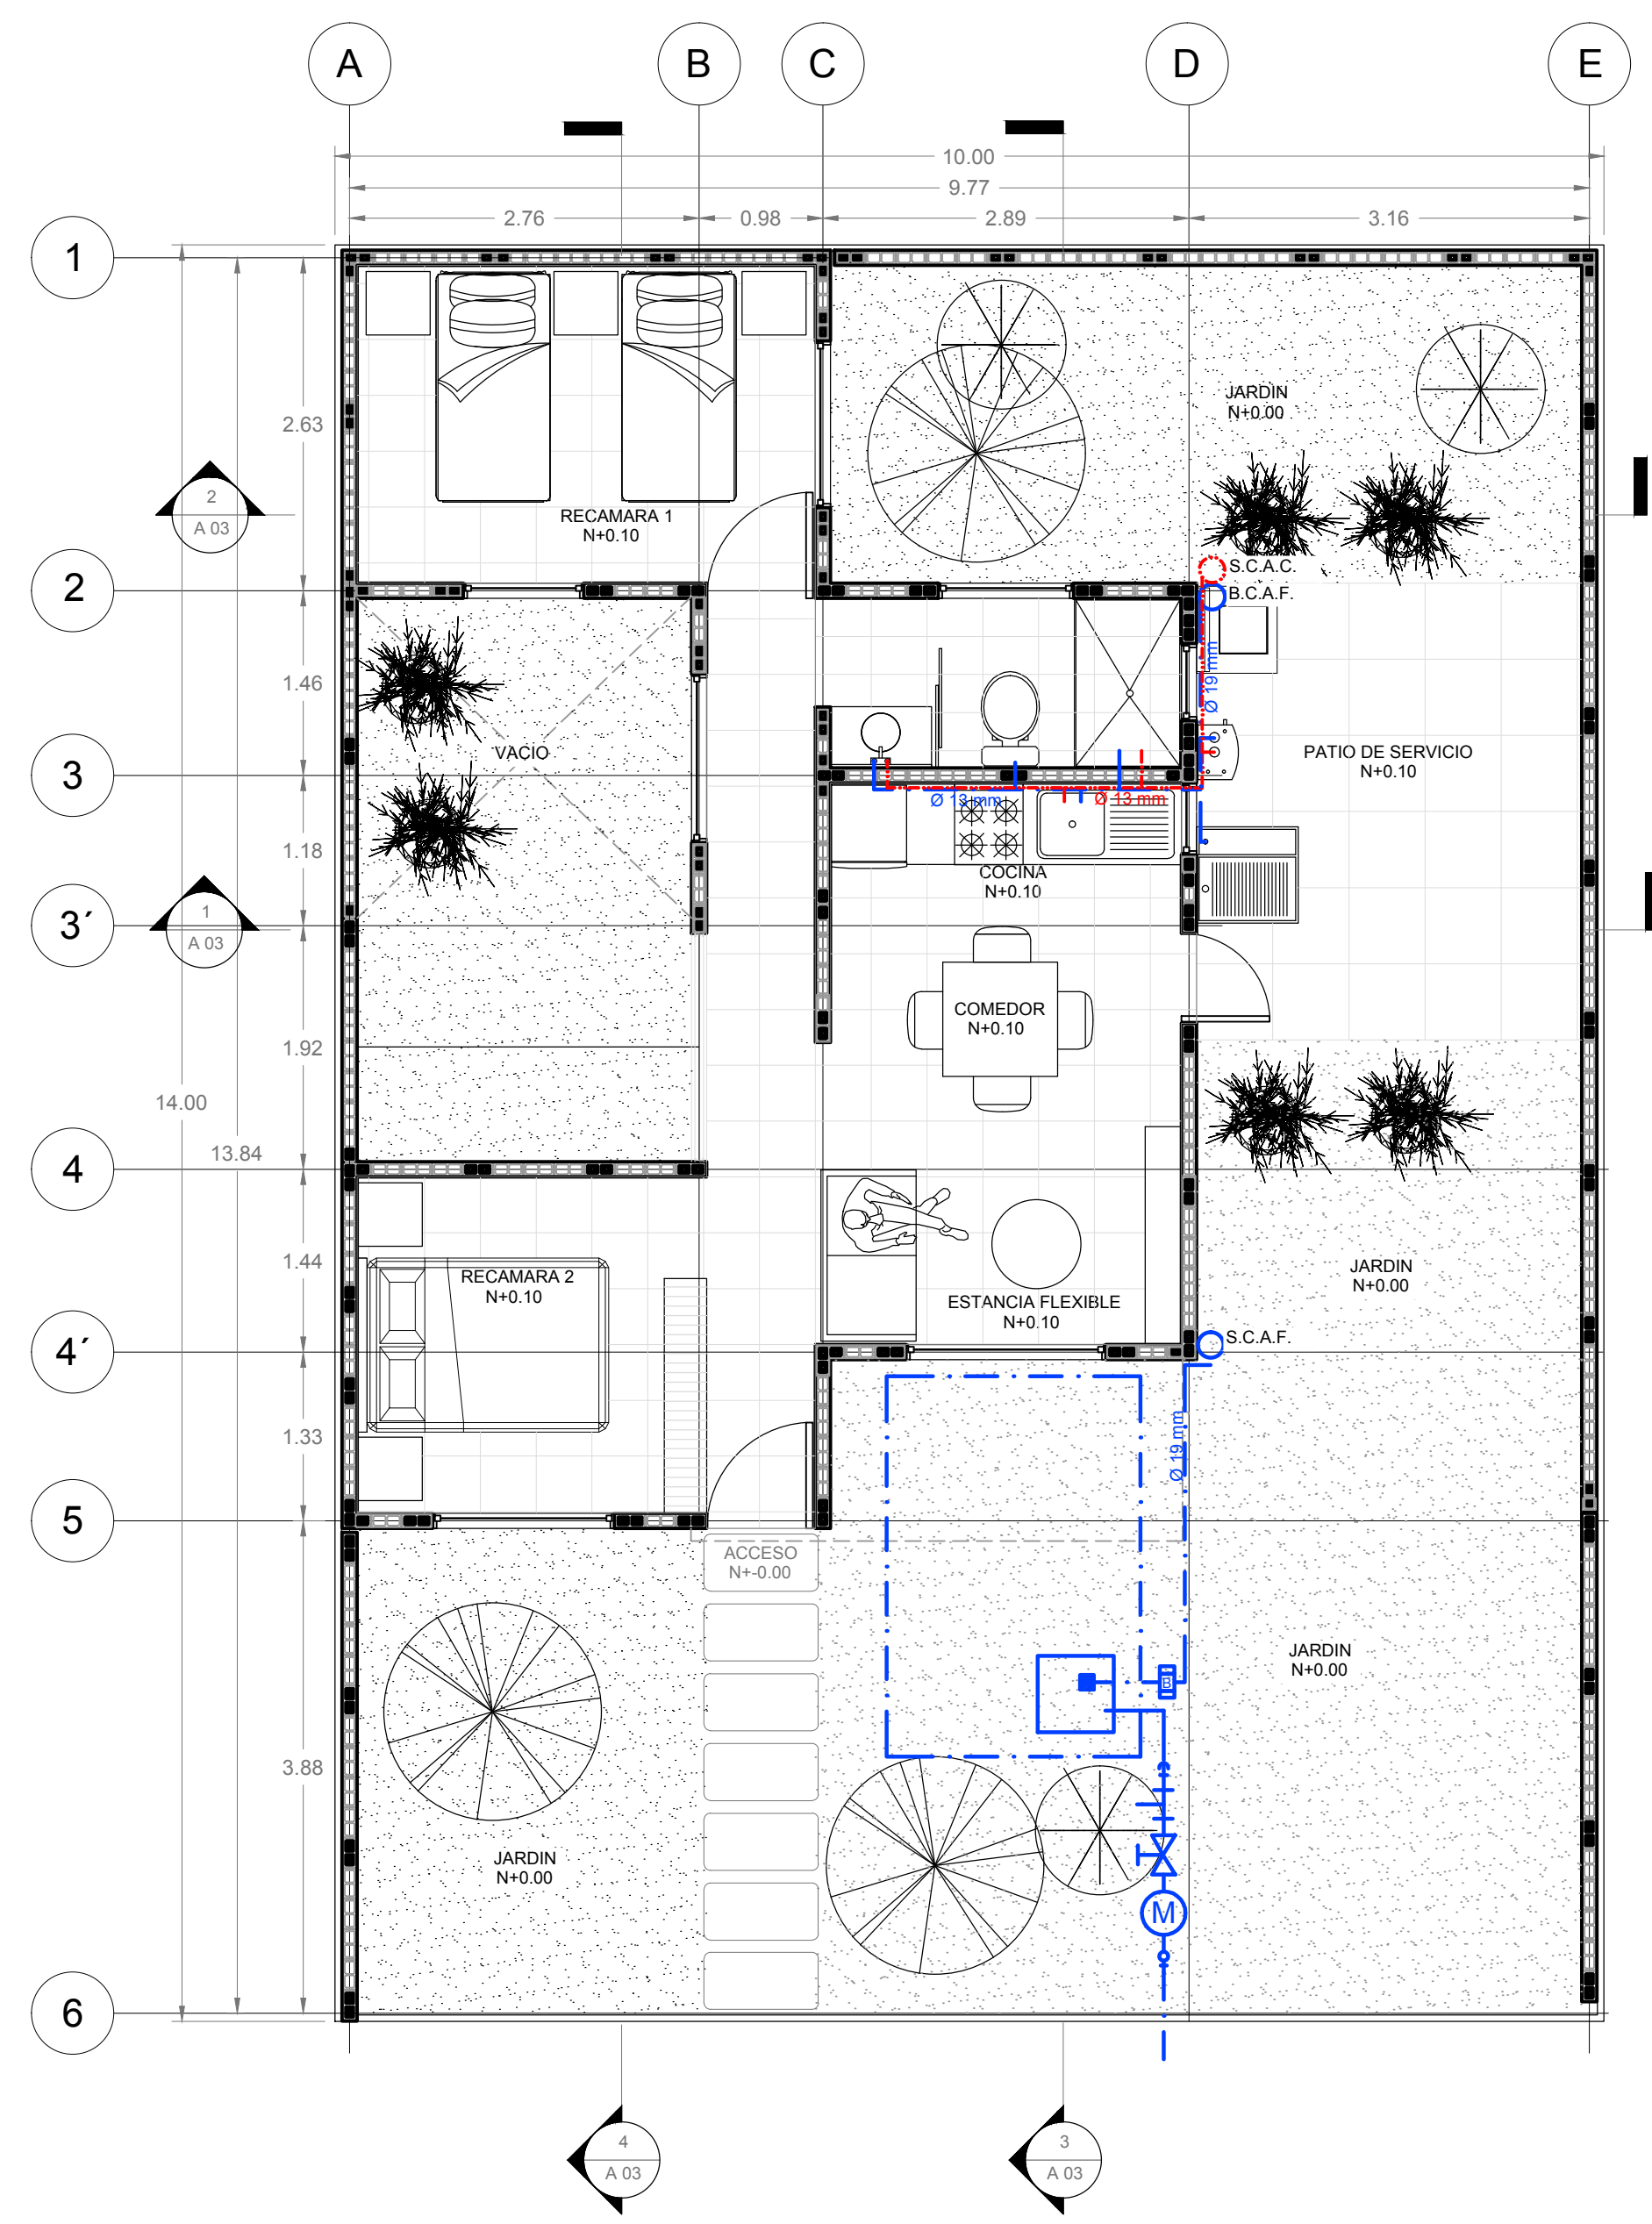 A
B
C
D
E
10.00
9.77
2.76
0.98
2.89
3.16
1
2.63
JARDIN
N+0.00
2
A 03
RECAMARA 1
N+0.10
S.C.A.C.
2
B.C.A.F.
Ø 19 mm
1.46
VACIO
PATIO DE SERVICIO
N+0.10
3
Ø 13 mm
Ø 13 mm
1.18
COCINA
N+0.10
1
A 03
3´
COMEDOR
N+0.10
1.92
14.00
13.84
4
1.44
RECAMARA 2
N+0.10
JARDIN
N+0.00
ESTANCIA FLEXIBLE
N+0.10
S.C.A.F.
4´
1.33
Ø 19 mm
5
ACCESO
N+-0.00
JARDIN
N+0.00
B
3.88
JARDIN
N+0.00
M
6
4
A 03
3
A 03